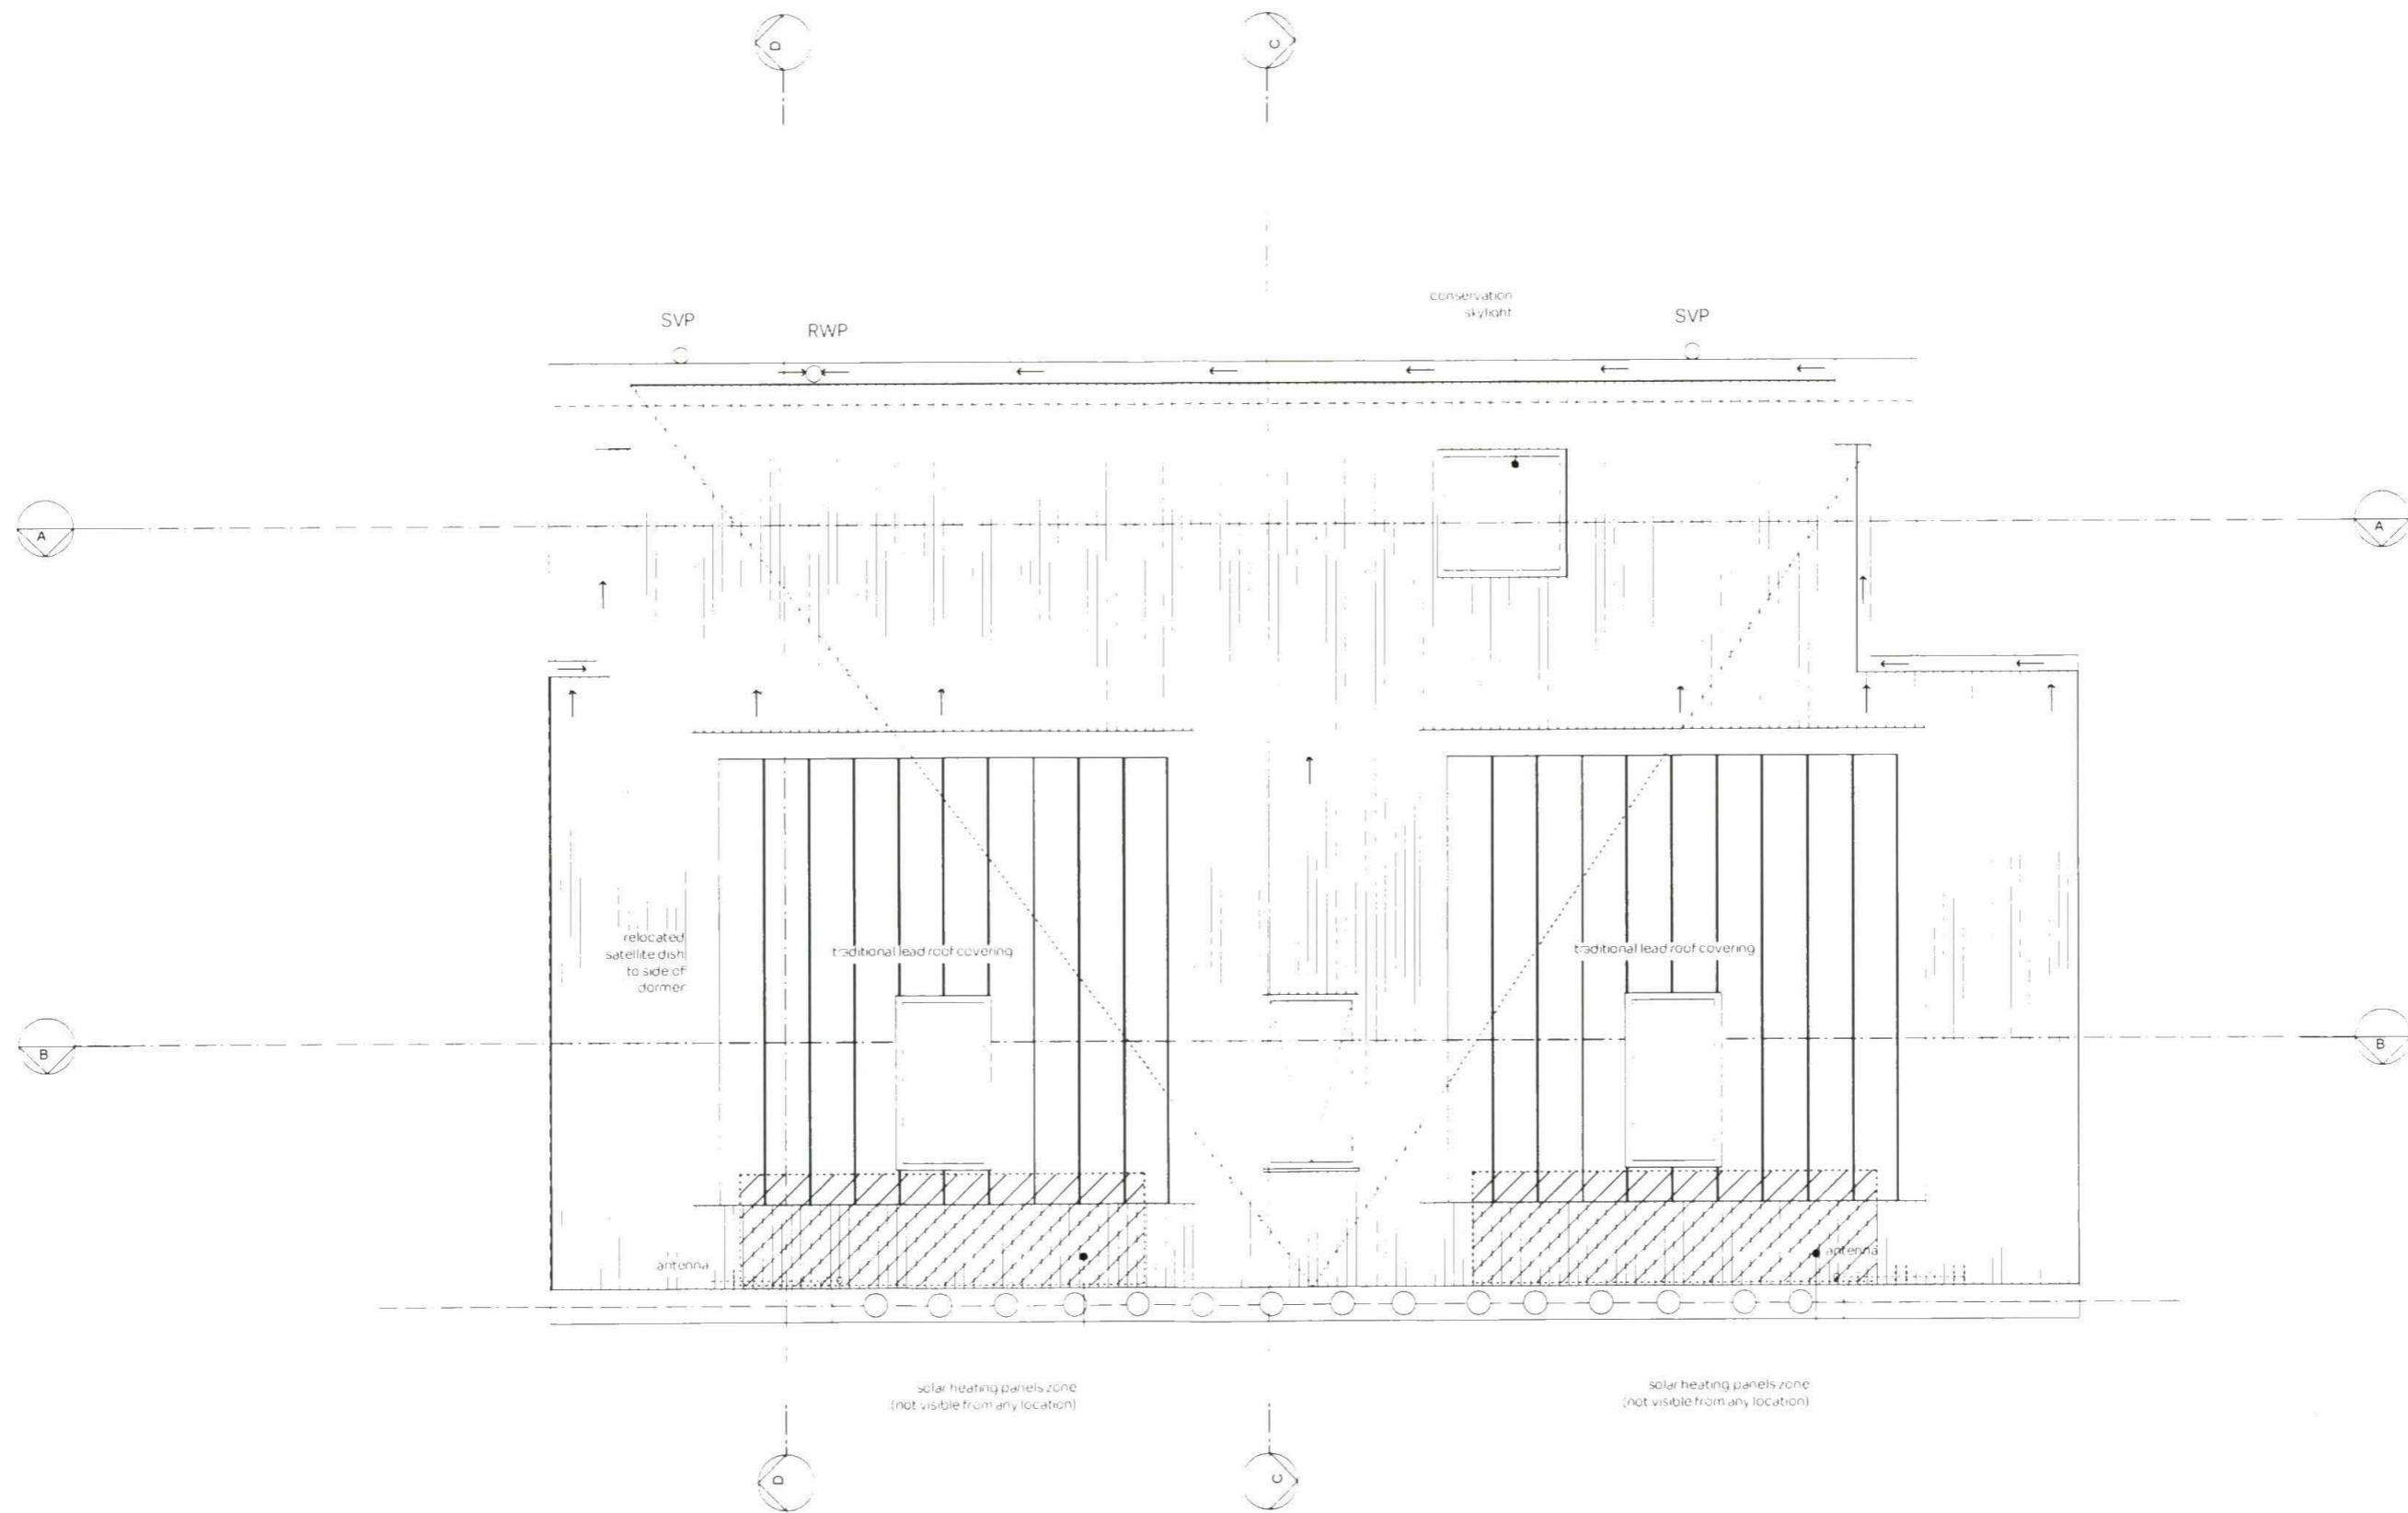 D
C
conservation
skylight
SVP
RWP
SVP
A
A
relocated
satellite dish
to side of
dormer
traditional lead roof covering
traditional lead roof covering
B
B
antenna
antenna
solar heating panels zone
(not visible from any location)
solar heating panels zone
(not visible from any location)
D
C